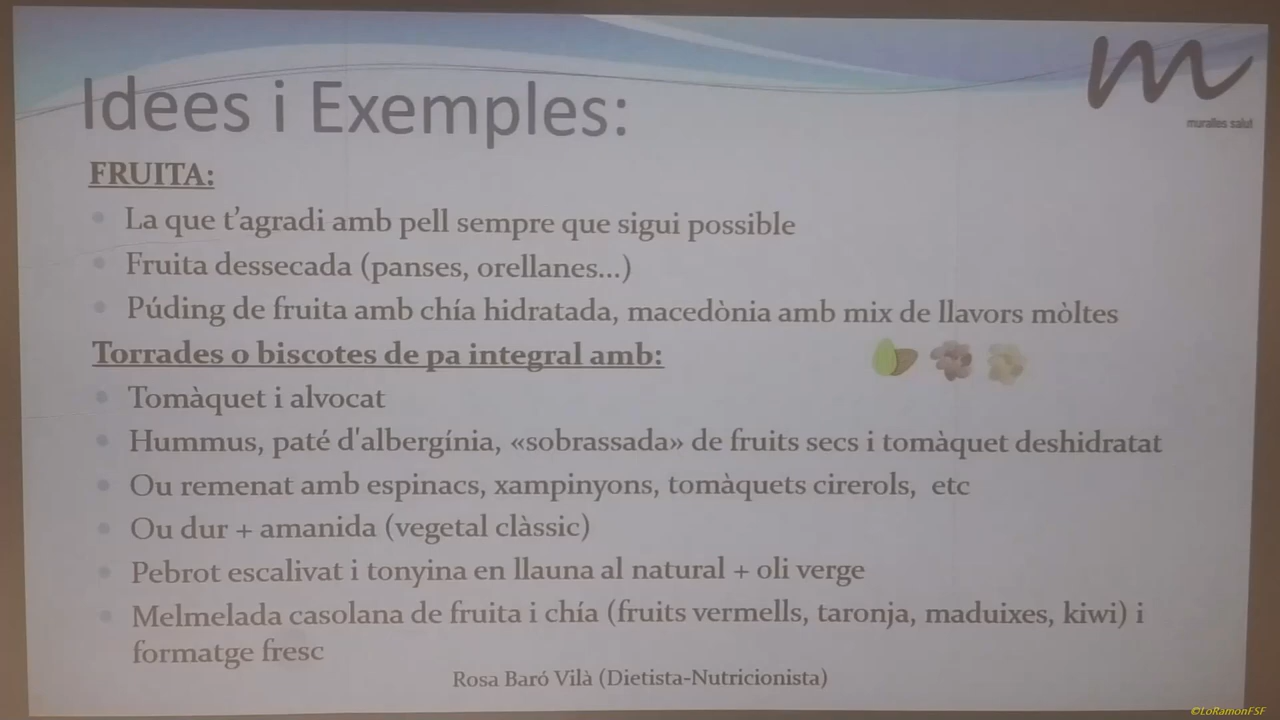 Idees i Exemples:
muralles salut
FRUITA:
La que t'agradi amb pell sempre que sigui possible
Fruita dessecada (panses, orellanes...)
Púding de fruita amb chía hidratada, macedònia amb mix de llavors mòltes
Torrades o biscotes de pa integral amb:
Tomàquet i alvocat
Hummus, paté d'albergínia, «sobrassada» de fruits secs i tomàquet deshidratat
Ou remenat amb espinacs, xampinyons, tomàquets cirerols, etc
Ou dur + amanida (vegetal clàssic)
Pebrot escalivat i tonyina en llauna al natural + oli verge
Melmelada casolana de fruita i chía (fruits vermells, taronja, maduixes, kiwi) i
formatge fresc
Rosa Baró Vilà (Dietista-Nutricionista)
©LoRamonFSF